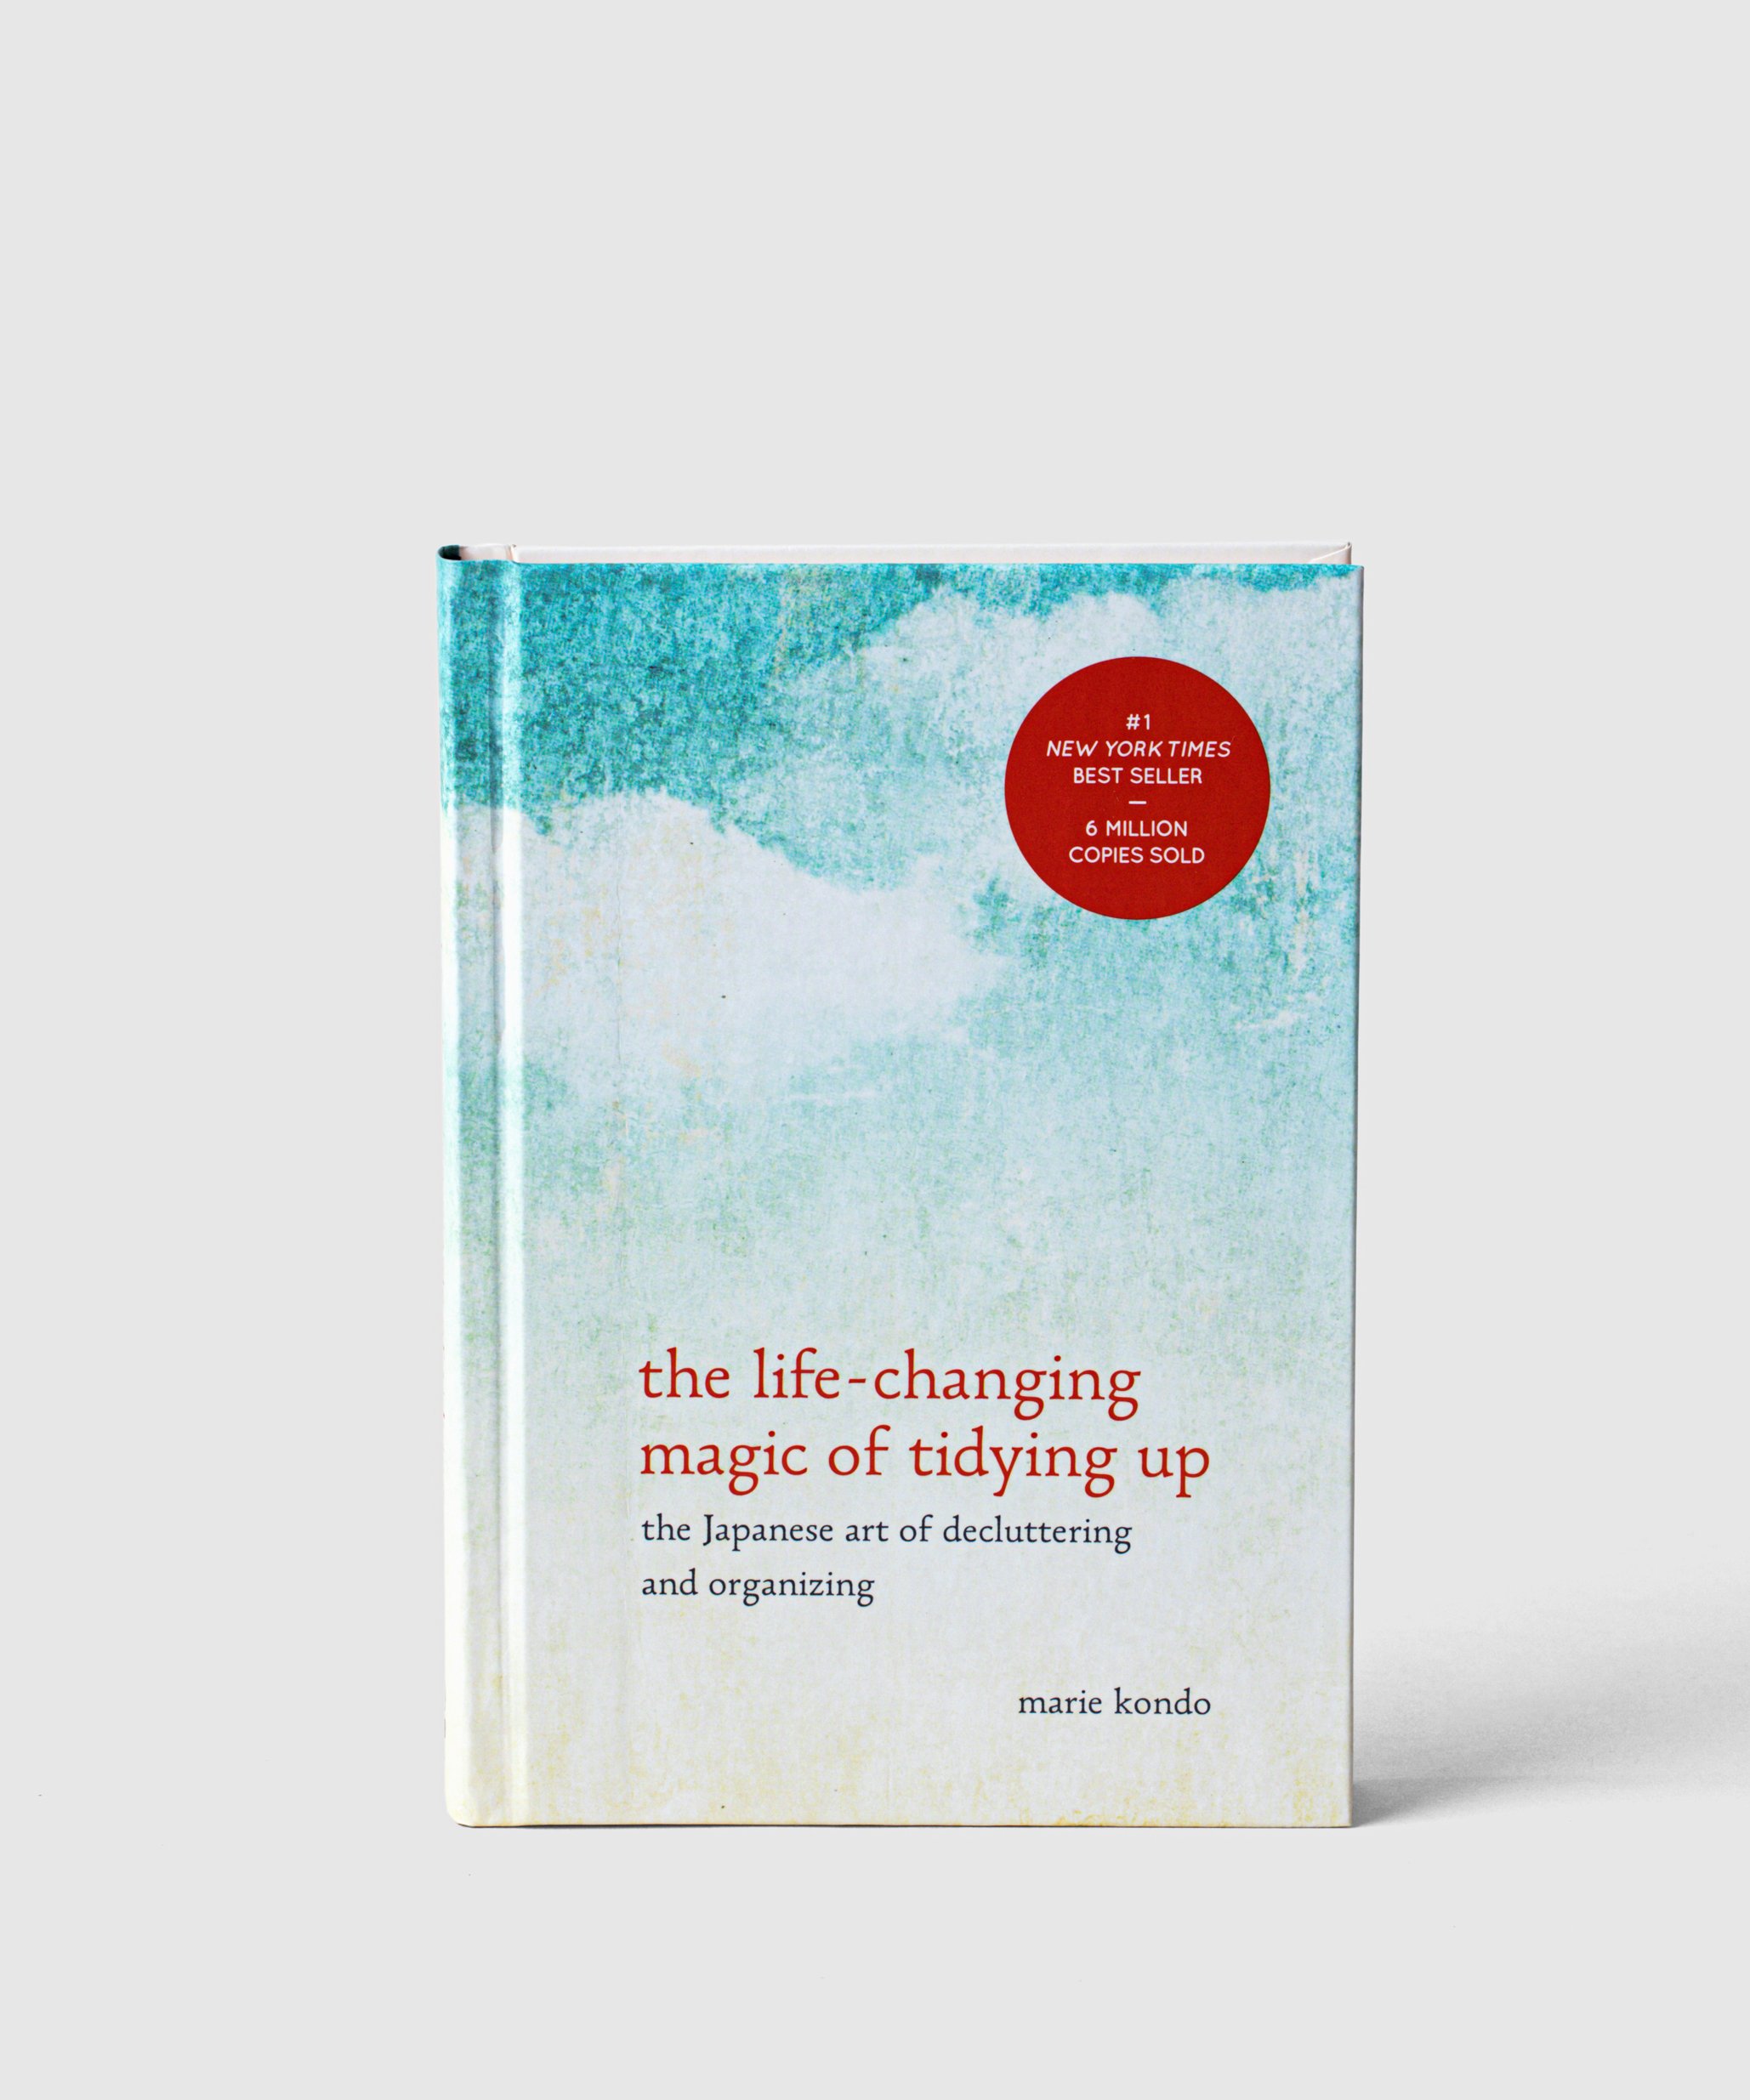 #1
NEW YORK TIMES
BEST SELLER
—
6 MILLION
COPIES SOLD
the life-changing
magic of tidying up
the Japanese art of decluttering
and organizing
marie kondo